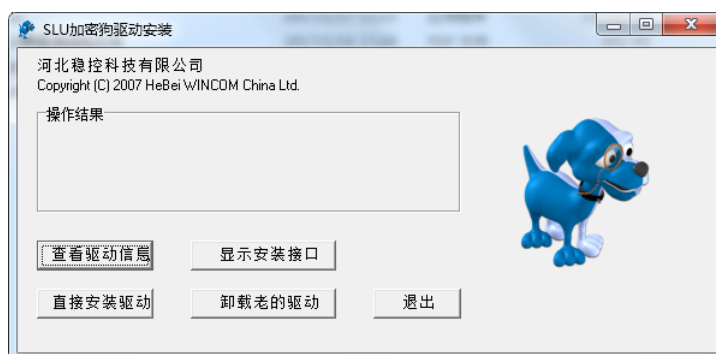 SLU加密狗驱动安装
河北稳控科技有限公司
Copyright (C) 2007 HeBei WINCOM China Ltd.
操作结果
查看驱动信息 显示安装接口
直接安装驱动 卸载老的驱动 退出